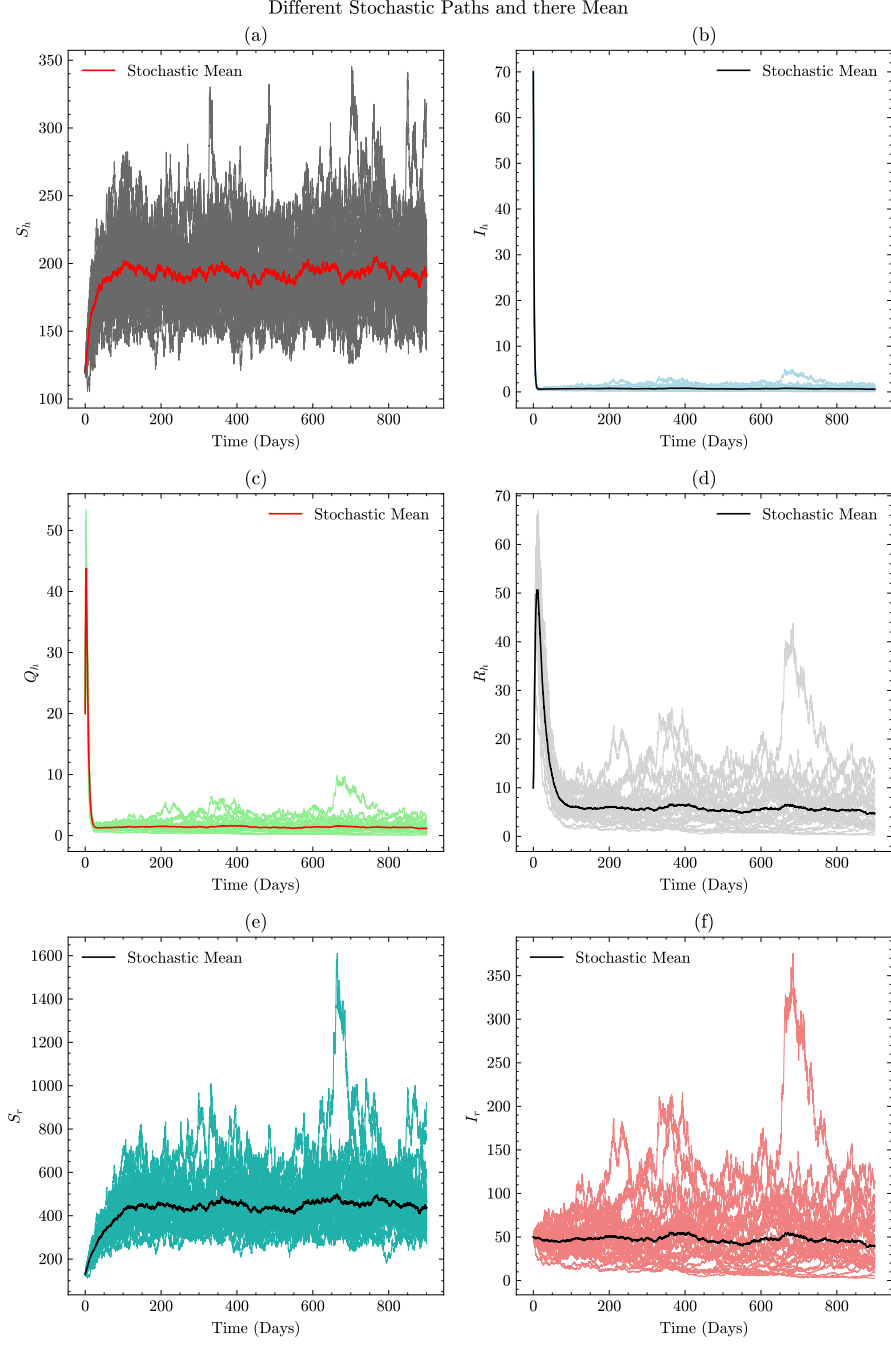 Different Stochastic Paths and there Mean
(a)
350
300
250
200
150
100
S_h
Stochastic Mean
0 200 400 600 800
Time (Days)
(b)
70
60
50
40
30
20
10
0
I_h
Stochastic Mean
0 200 400 600 800
Time (Days)
(c)
50
40
30
20
10
0
Q_h
Stochastic Mean
0 200 400 600 800
Time (Days)
(d)
70
60
50
40
30
20
10
0
R_h
Stochastic Mean
0 200 400 600 800
Time (Days)
(e)
1600
1400
1200
1000
800
600
400
200
S_r
Stochastic Mean
0 200 400 600 800
Time (Days)
(f)
350
300
250
200
150
100
50
0
I_r
Stochastic Mean
0 200 400 600 800
Time (Days)